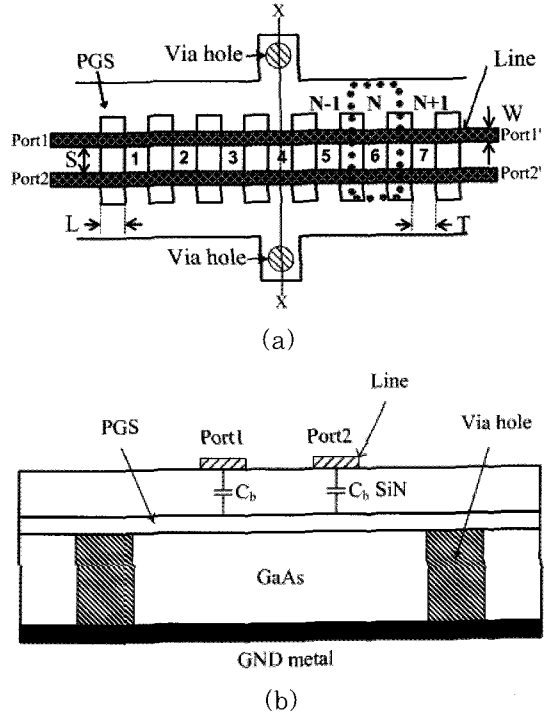 X
Via hole
PGS
Line
N-1 N N+1
W
Port1
Port1'
S
1 2 3 4 5 6 7
Port2
Port2'
L
T
Via hole
X
(a)
Line
PGS
Port1
Port2
Via hole
Cb
Cb SiN
GaAs
GND metal
(b)